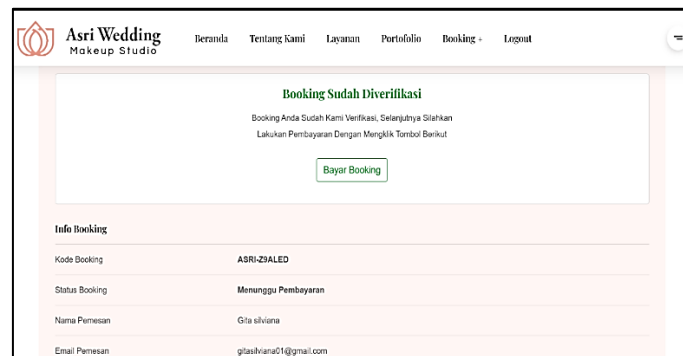 Asri Wedding
Makeup Studio
Beranda Tentang Kami Layanan Portofolio Booking + Logout
Booking Sudah Diverifikasi
Booking Anda Sudah Kami Verifikasi, Selanjutnya Silahkan
Lakukan Pembayaran Dengan Mengklik Tombol Berikut
Bayar Booking
Info Booking
Kode Booking ASRI-Z9ALED
Status Booking Menunggu Pembayaran
Nama Pemesan Gita silviana
Email Pemesan gitasilviana01@gmail.com